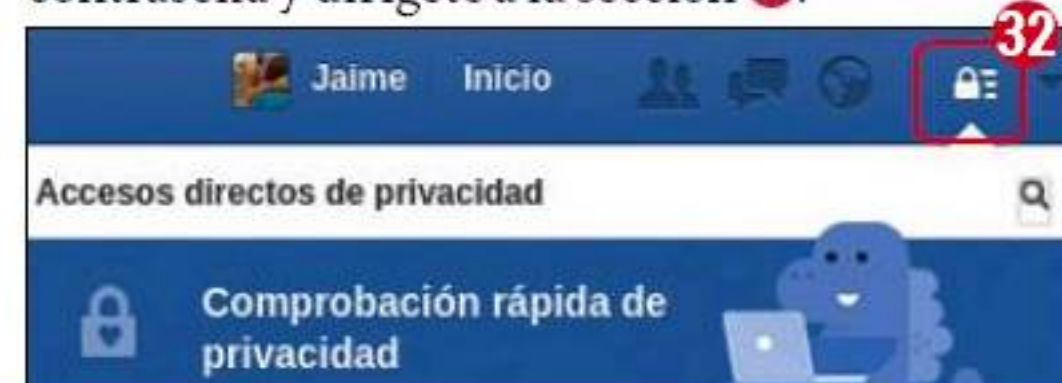 contraseña y dirígete a la sección
32
Jaime Inicio
Accesos directos de privacidad
Comprobación rápida de
privacidad